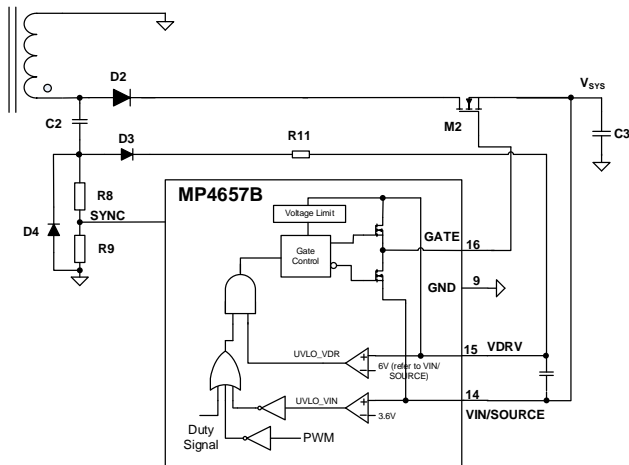 D2
V_SYS
C2
M2
C3
D3
R11
R8
MP4657B
SYNC
Voltage Limit
D4
Gate
Control
GATE
16
R9
GND
9
UVLO_VDR
6V (refer to VIN/
SOURCE)
15
VDRV
UVLO_VIN
3.6V
14
VIN/SOURCE
Duty
Signal
PWM